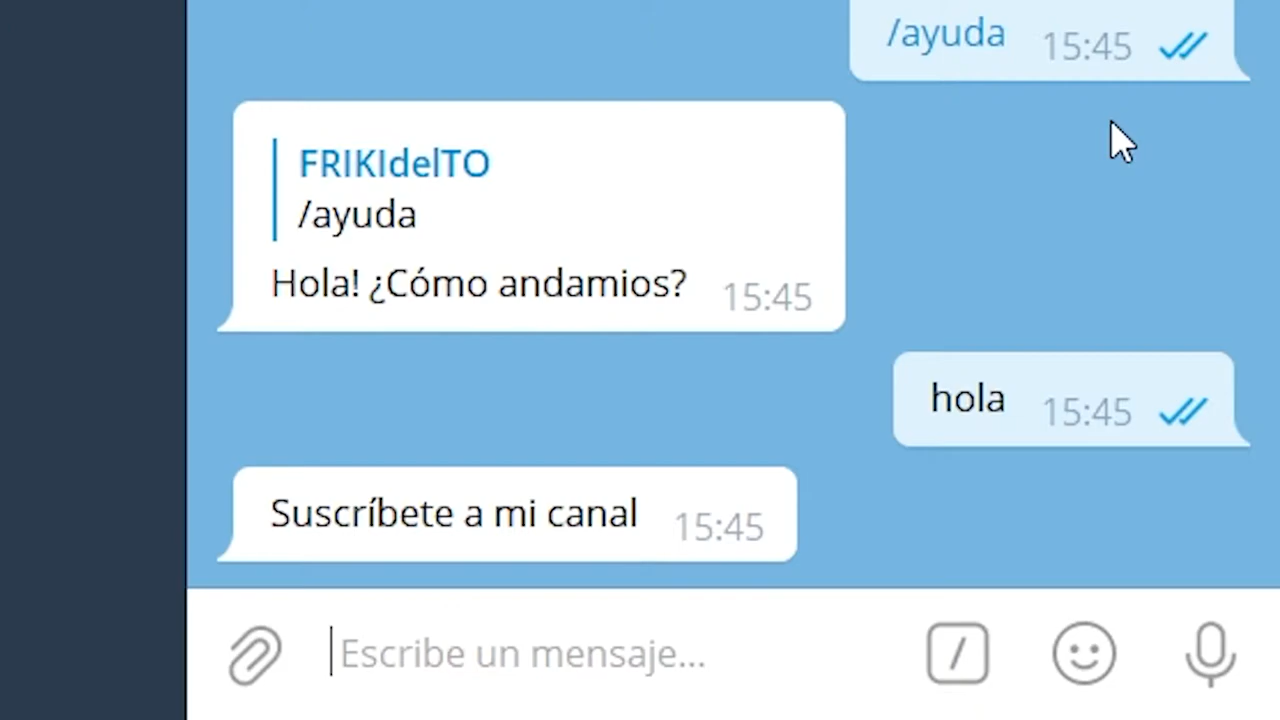 /ayuda 15:45
FRIKIdelTO
/ayuda
Hola! ¿Cómo andamios? 15:45
hola 15:45
Suscríbete a mi canal 15:45
Escribe un mensaje...